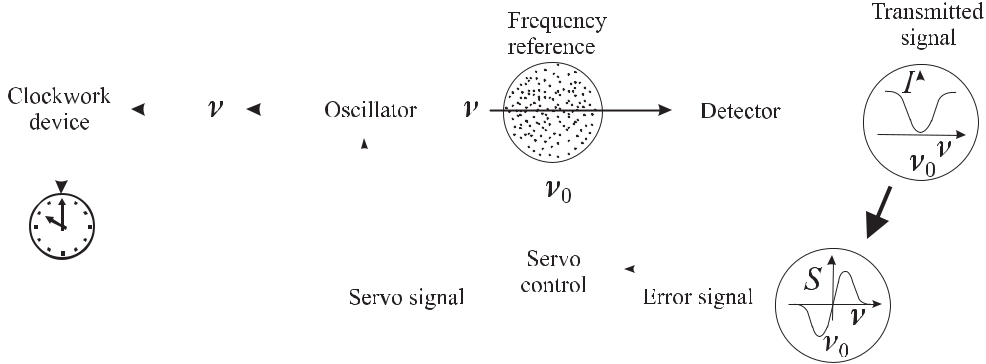 Frequency
reference
Transmitted
signal
I
ν
ν₀
Clockwork
device
ν
Oscillator
ν
Detector
ν₀
Servo
control
Servo signal
Error signal
S
ν
ν₀